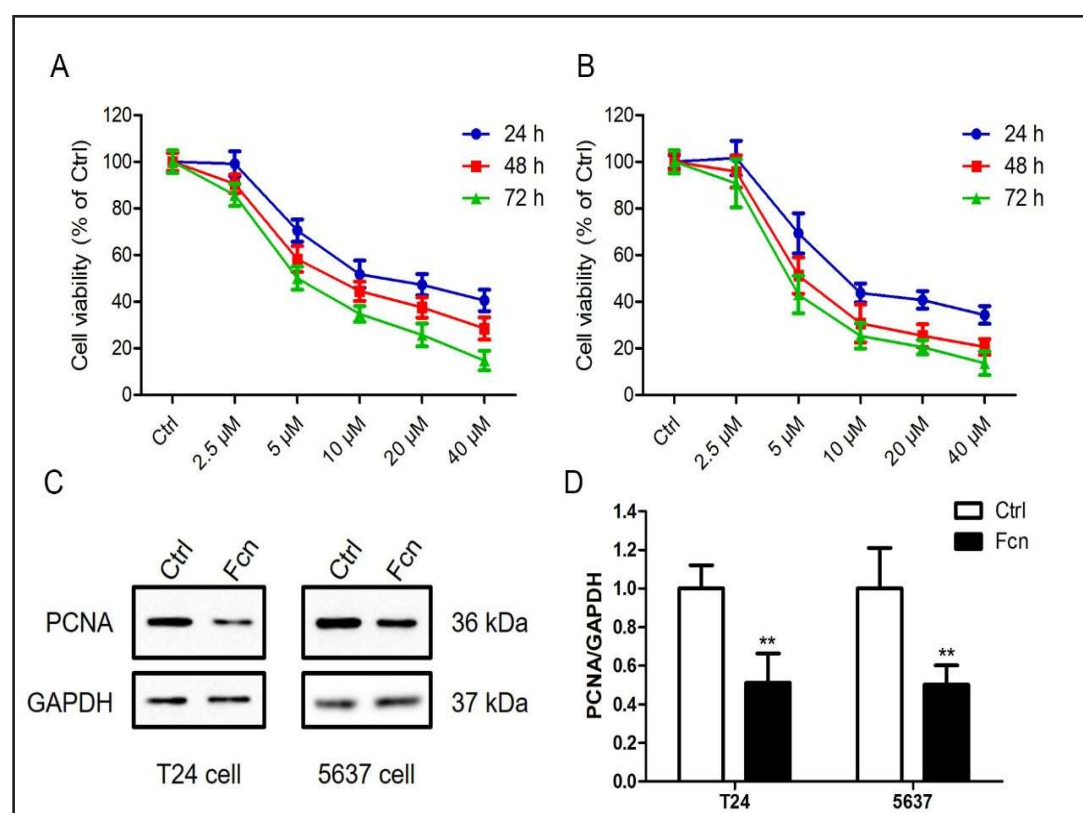 A
Cell viability (% of Ctrl)
120
100
80
60
40
20
0
24 h
48 h
72 h
Ctrl
2.5 μM
5 μM
10 μM
20 μM
40 μM
B
Cell viability (% of Ctrl)
120
100
80
60
40
20
0
24 h
48 h
72 h
Ctrl
2.5 μM
5 μM
10 μM
20 μM
40 μM
C
Ctrl Fcn Ctrl Fcn
PCNA 36 kDa
GAPDH 37 kDa
T24 cell 5637 cell
D
PCNA/GAPDH
1.4
1.2
1.0
0.8
0.6
0.4
0.2
0.0
Ctrl
Fcn
** **
T24 5637